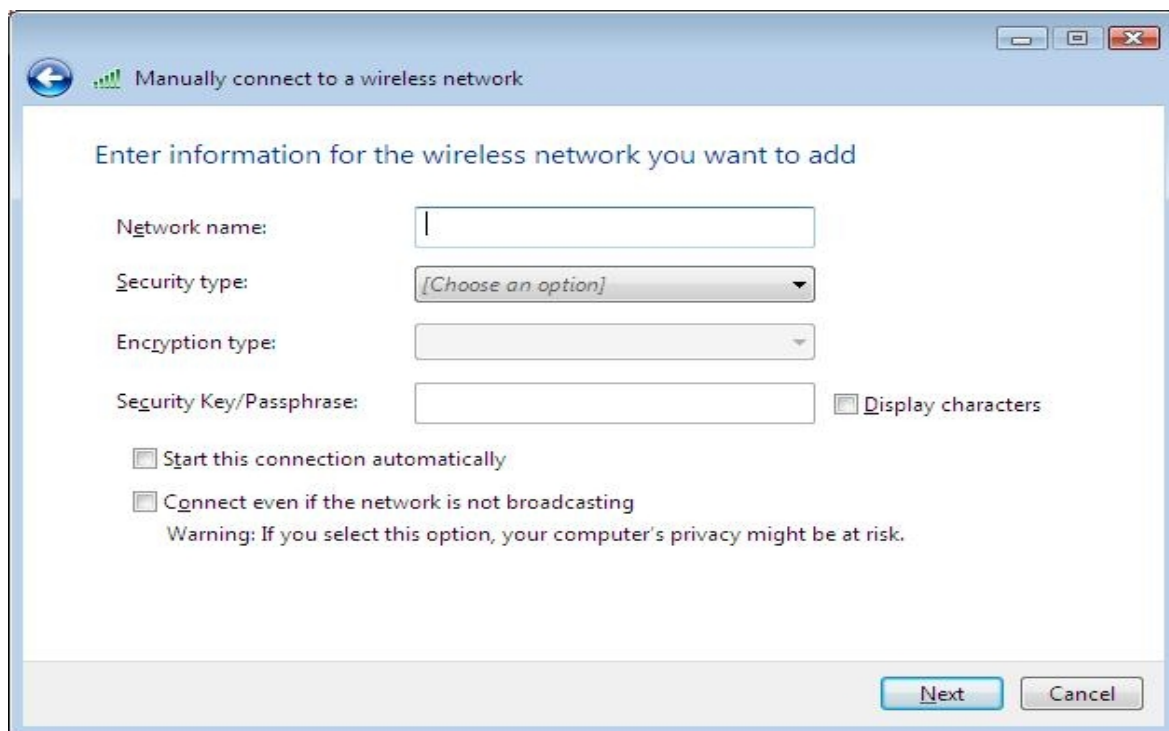 Manually connect to a wireless network
Enter information for the wireless network you want to add
Network name:
Security type:
[Choose an option]
Encryption type:
Security Key/Passphrase:
Display characters
Start this connection automatically
Connect even if the network is not broadcasting
Warning: If you select this option, your computer's privacy might be at risk.
Next
Cancel